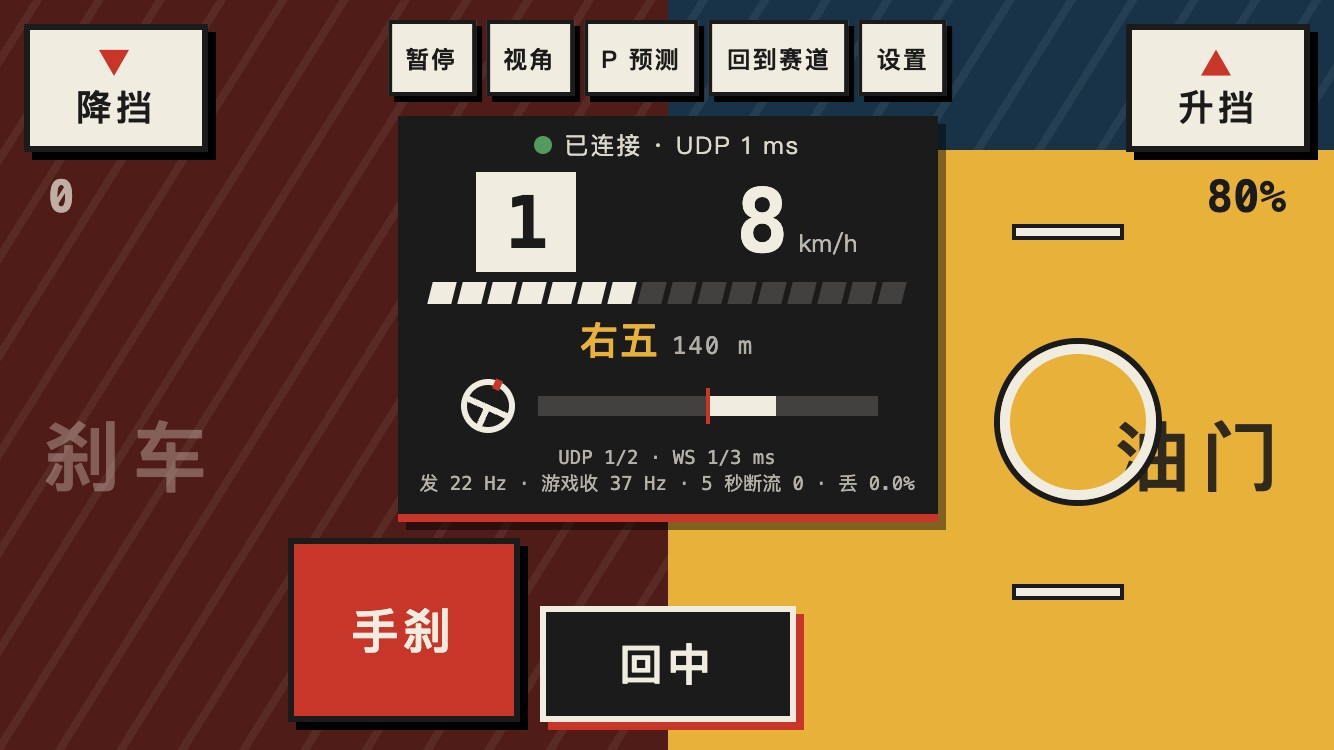 降挡
暂停
视角
P 预测
回到赛道
设置
升挡
已连接 · UDP 1 ms
0
80%
1
8 km/h
右五 140 m
刹车
油门
UDP 1/2 · WS 1/3 ms
发 22 Hz · 游戏收 37 Hz · 5 秒断流 0 · 丢 0.0%
手刹
回中